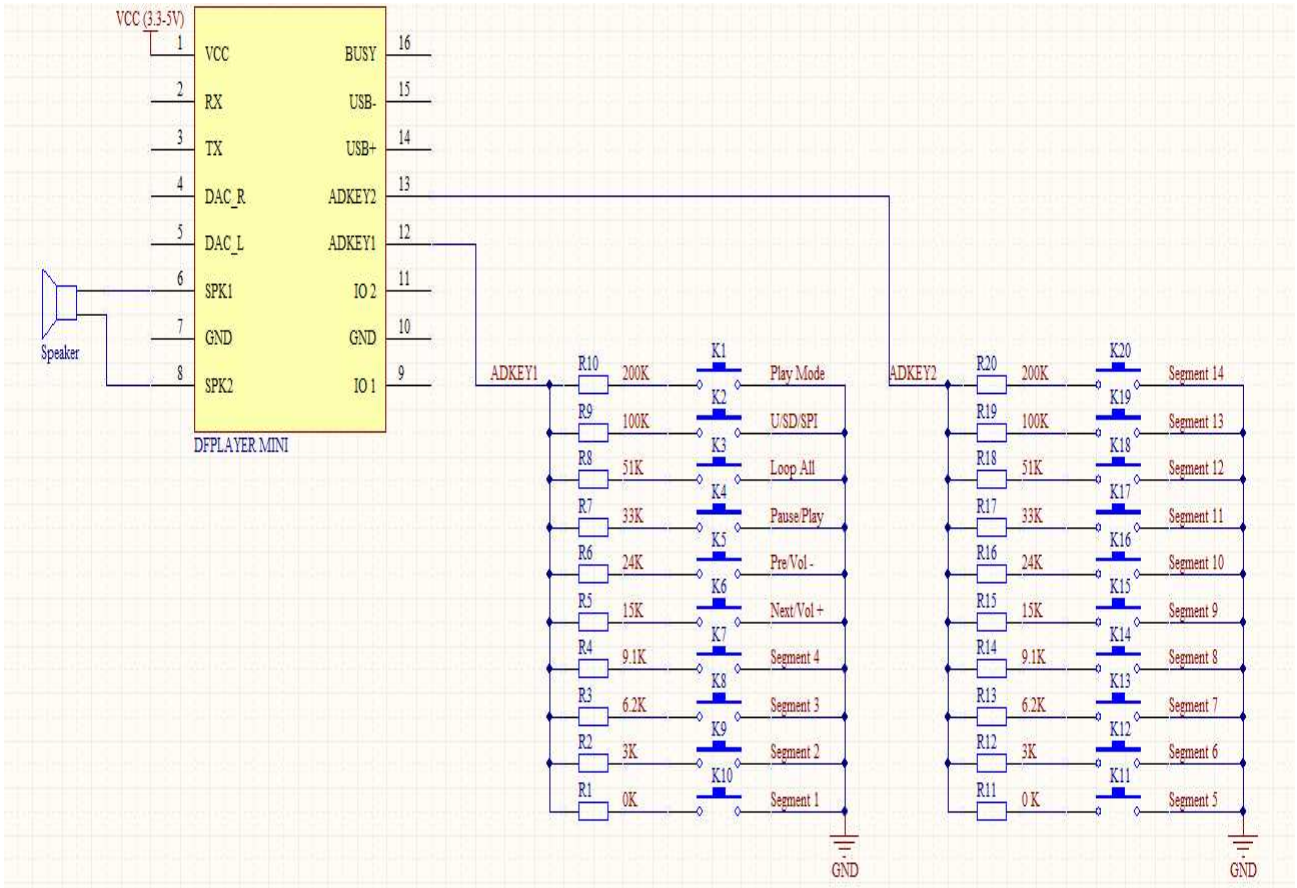 VCC (3.3-5V)
1 VCC BUSY 16
2 RX USB- 15
3 TX USB+ 14
4 DAC_R ADKEY2 13
5 DAC_L ADKEY1 12
6 SPK1 IO 2 11
7 GND GND 10
8 SPK2 IO 1 9
Speaker
DFPLAYER MINI
ADKEY1 R10 200K K1 Play Mode
R9 100K K2 U/SD/SPI
R8 51K K3 Loop All
R7 33K K4 Pause/Play
R6 24K K5 Pre/Vol -
R5 15K K6 Next/Vol +
R4 9.1K K7 Segment 4
R3 6.2K K8 Segment 3
R2 3K K9 Segment 2
R1 0K K10 Segment 1
GND
ADKEY2 R20 200K K20 Segment 14
R19 100K K19 Segment 13
R18 51K K18 Segment 12
R17 33K K17 Segment 11
R16 24K K16 Segment 10
R15 15K K15 Segment 9
R14 9.1K K14 Segment 8
R13 6.2K K13 Segment 7
R12 3K K12 Segment 6
R11 0 K K11 Segment 5
GND